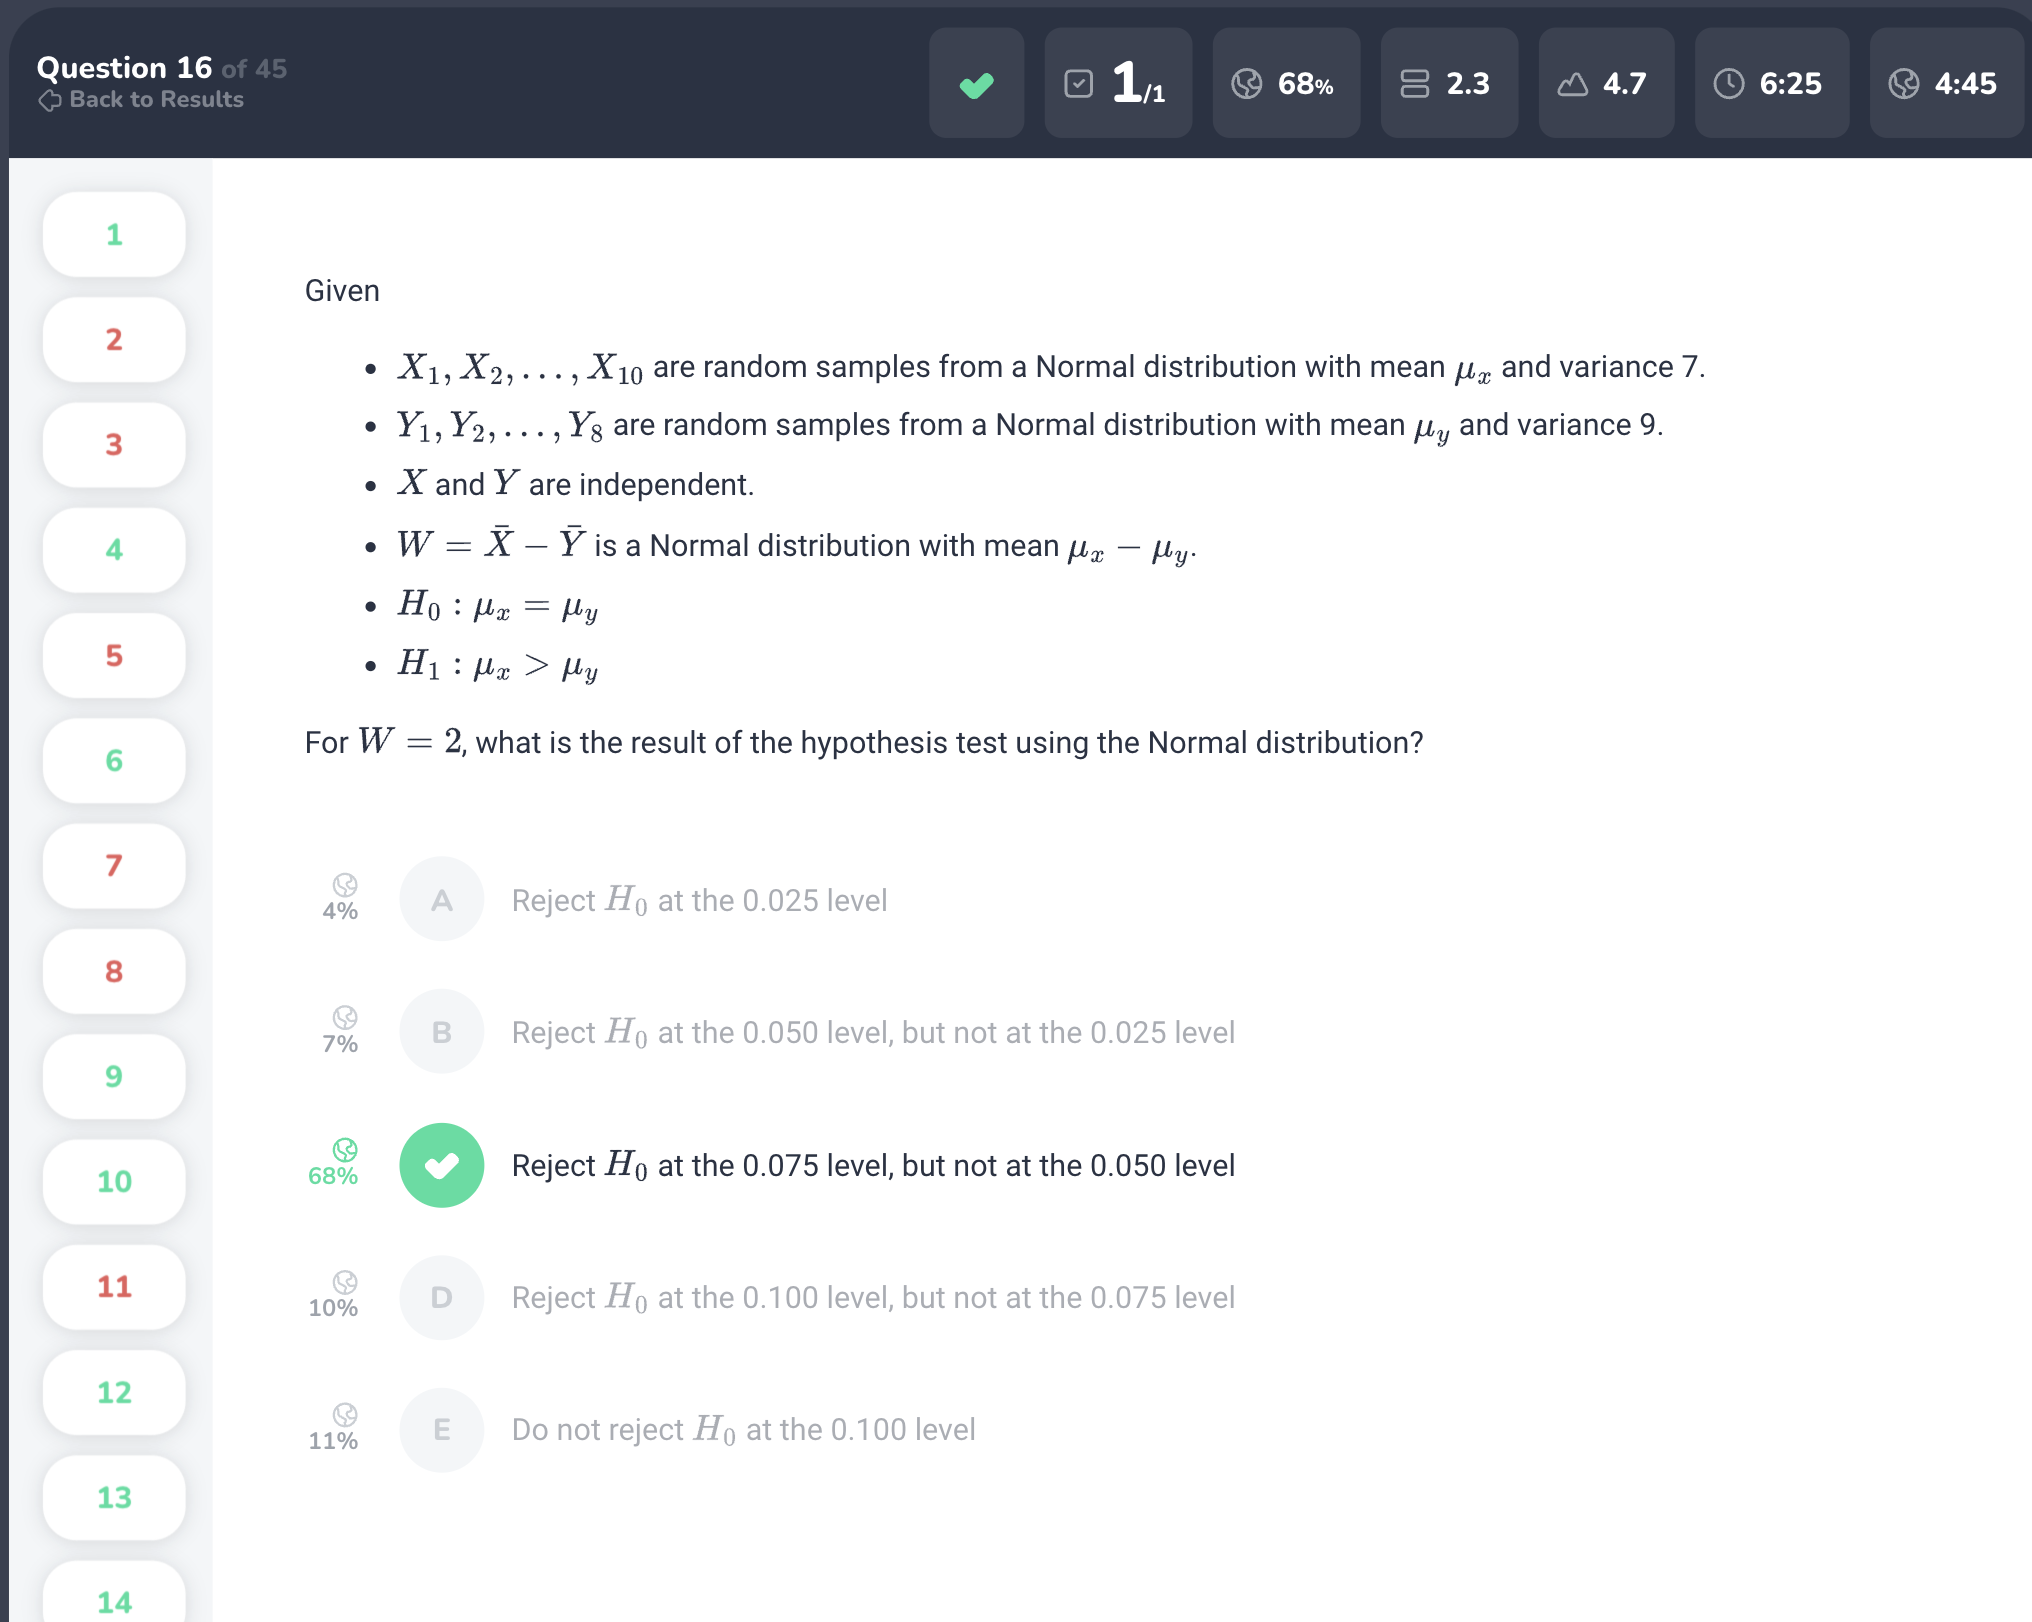 Question 16 of 45
Back to Results
1/1
68%
2.3
4.7
6:25
4:45
1
2
3
4
5
6
7
8
9
10
11
12
13
14
Given
• X₁, X₂, . . . , X₁₀ are random samples from a Normal distribution with mean μₓ and variance 7.
• Y₁, Y₂, . . . , Y₈ are random samples from a Normal distribution with mean μ_y and variance 9.
• X and Y are independent.
• W = X̄ − Ȳ is a Normal distribution with mean μₓ − μ_y.
• H₀ : μₓ = μ_y
• H₁ : μₓ > μ_y
For W = 2, what is the result of the hypothesis test using the Normal distribution?
4% A Reject H₀ at the 0.025 level
7% B Reject H₀ at the 0.050 level, but not at the 0.025 level
68% Reject H₀ at the 0.075 level, but not at the 0.050 level
10% D Reject H₀ at the 0.100 level, but not at the 0.075 level
11% E Do not reject H₀ at the 0.100 level